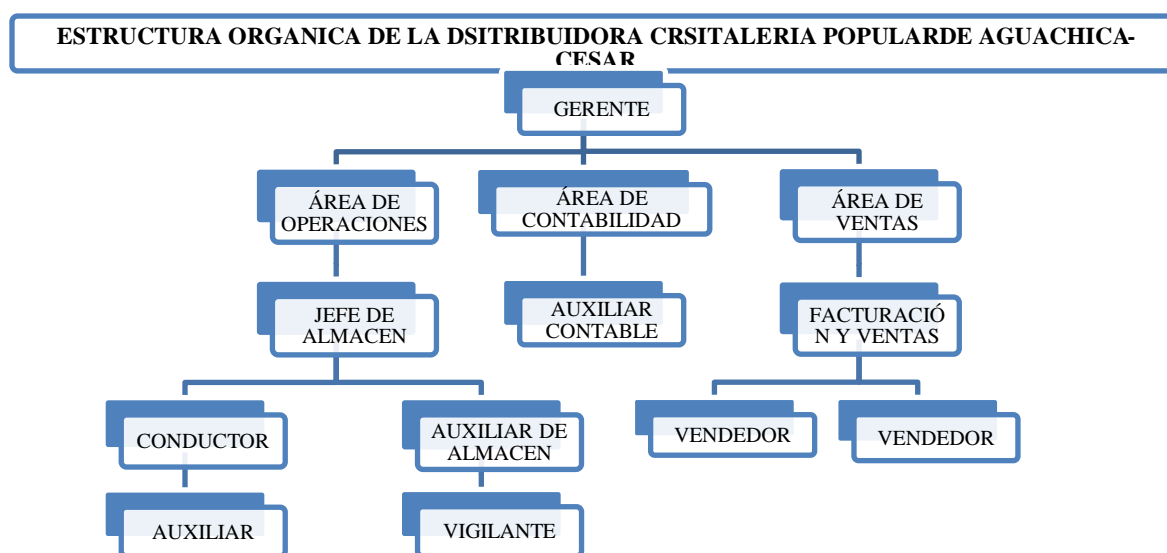 ESTRUCTURA ORGANICA DE LA DSITRIBUIDORA CRSITALERIA POPULARDE AGUACHICA-
CESAR
GERENTE
ÁREA DE
OPERACIONES
ÁREA DE
CONTABILIDAD
ÁREA DE
VENTAS
JEFE DE
ALMACEN
AUXILIAR
CONTABLE
FACTURACIÓ
N Y VENTAS
CONDUCTOR
AUXILIAR DE
ALMACEN
VENDEDOR
VENDEDOR
AUXILIAR
VIGILANTE